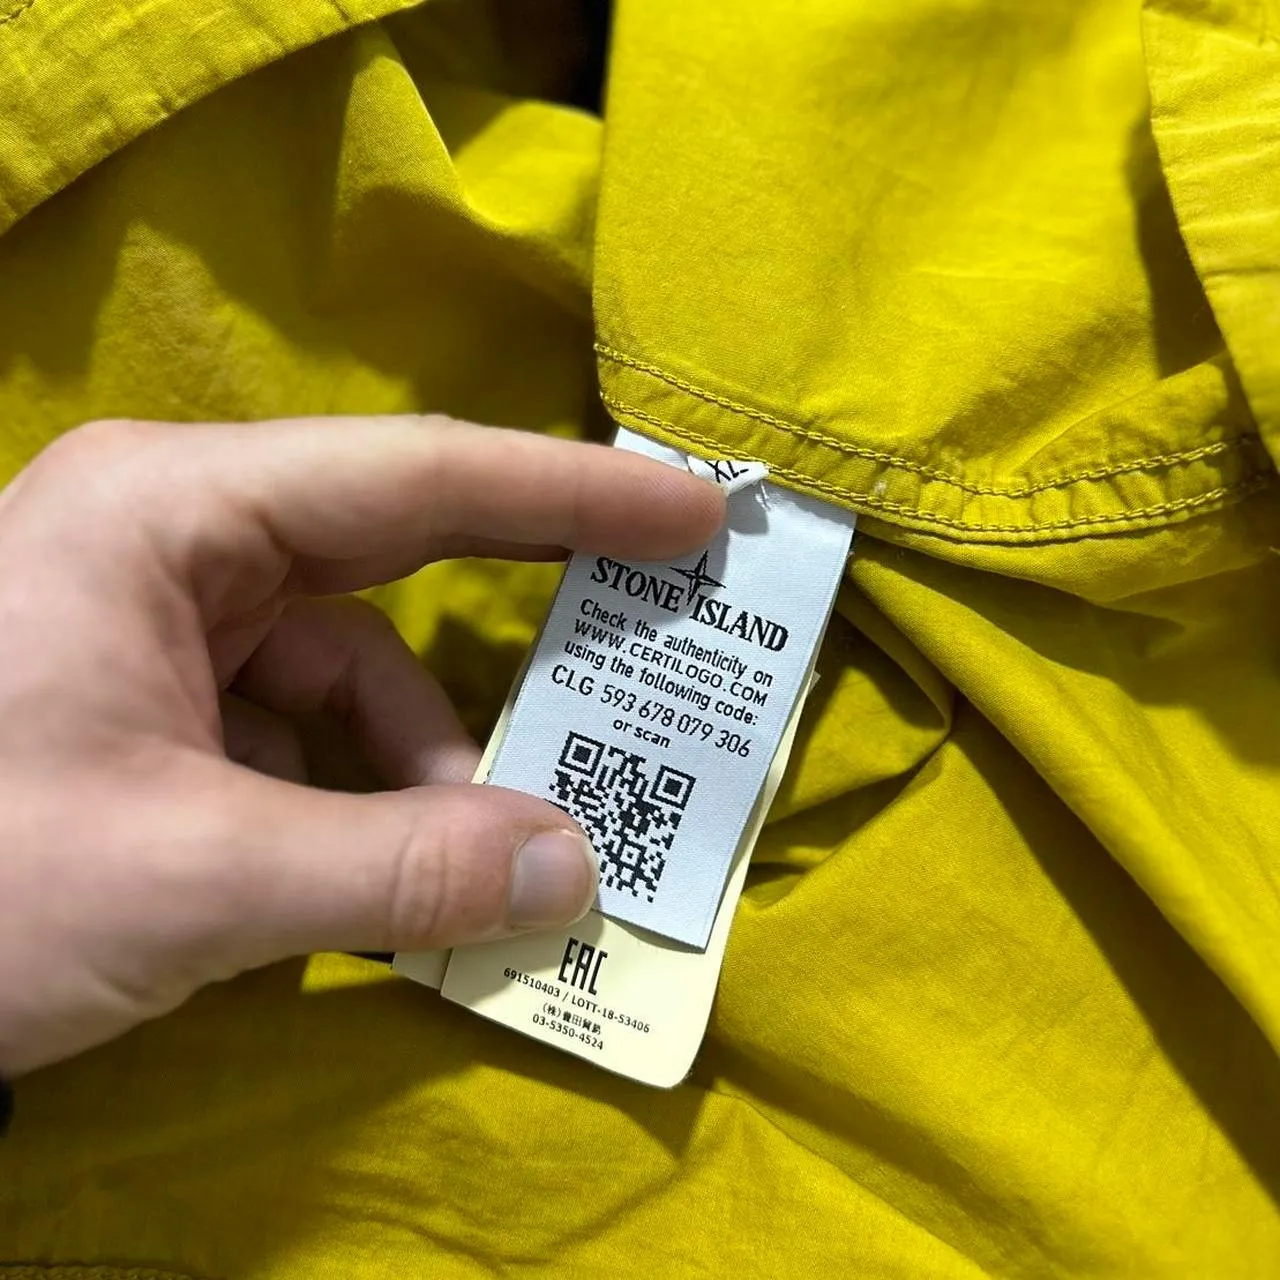 XL
STONE ISLAND
Check the authenticity on
WWW.CERTILOGO.COM
using the following code:
CLG 593 678 079 306
or scan
EAC
691510403 / LOTT-18-53406
(株)豊田貿易
03-5350-4524